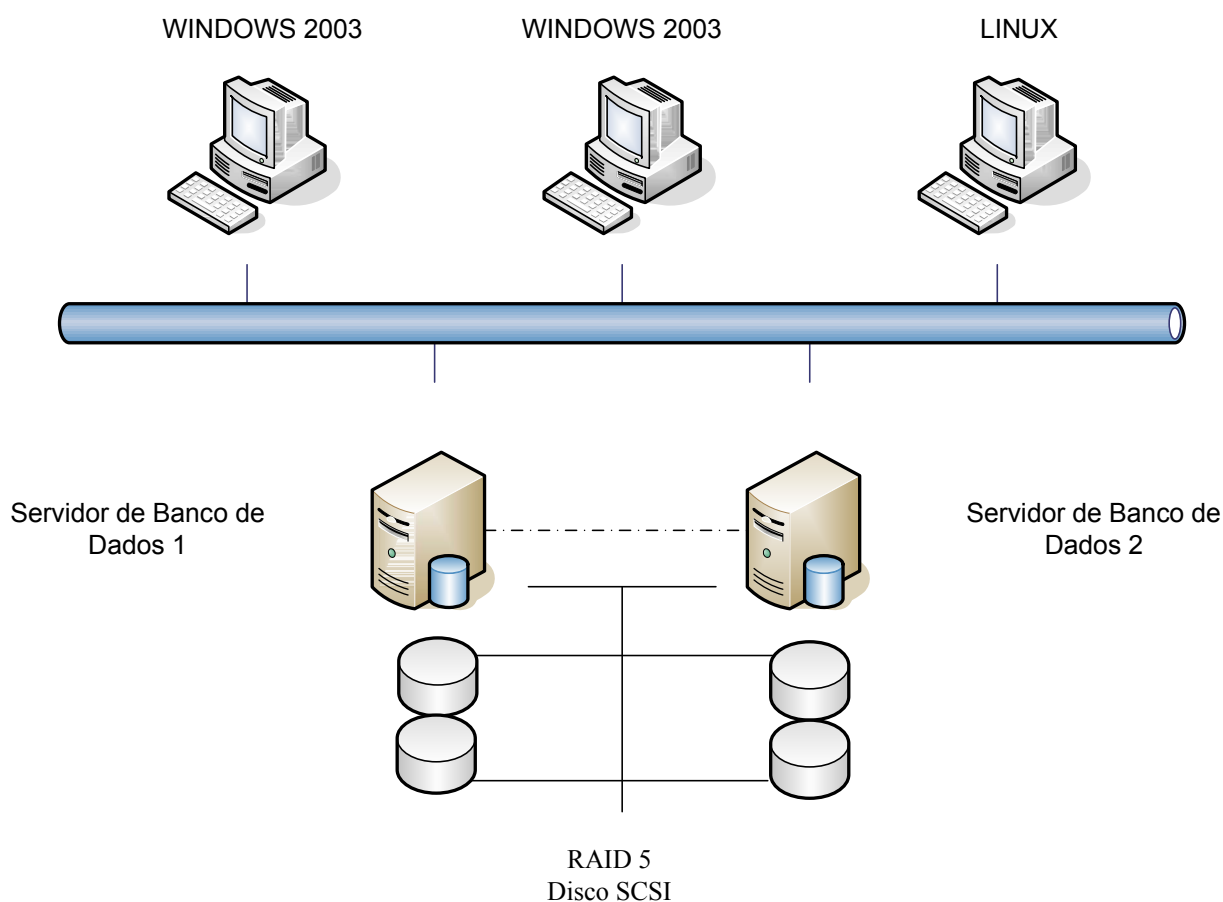 WINDOWS 2003
WINDOWS 2003
LINUX
Servidor de Banco de
Dados 1
Servidor de Banco de
Dados 2
RAID 5
Disco SCSI